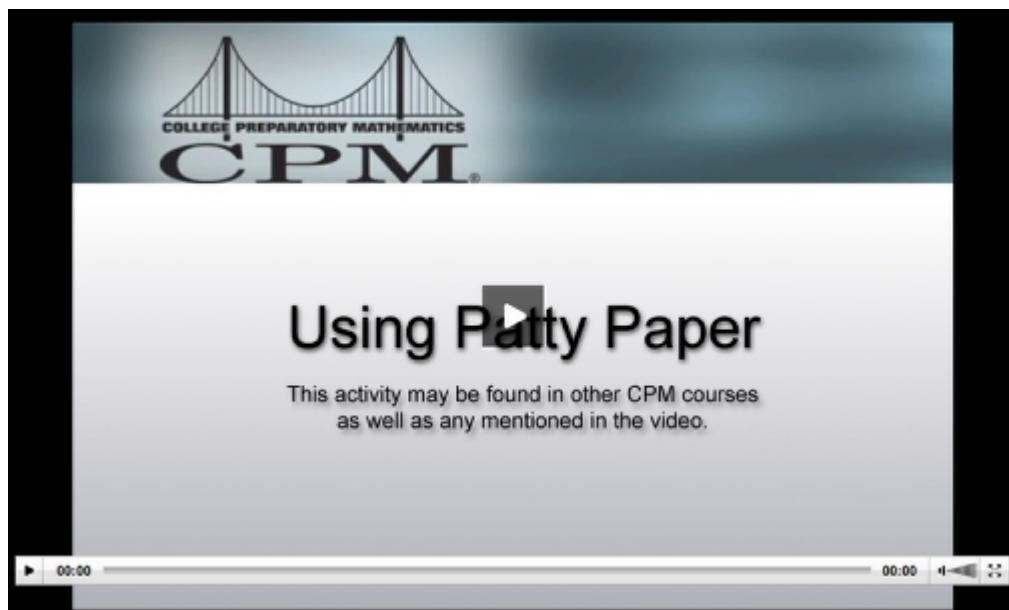 COLLEGE PREPARATORY MATHEMATICS
CPM®
Using Patty Paper
This activity may be found in other CPM courses
as well as any mentioned in the video.
00:00
00:00